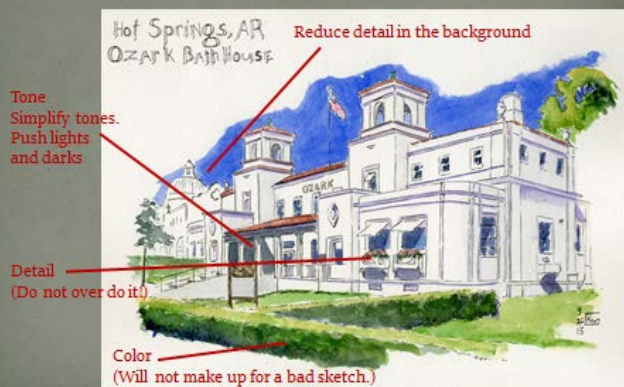 Hot Springs, AR
Ozark Bath House
Reduce detail in the background
Tone
Simplify tones.
Push lights
and darks
OZARK
Detail
(Do not over do it!)
Color
(Will not make up for a bad sketch.)